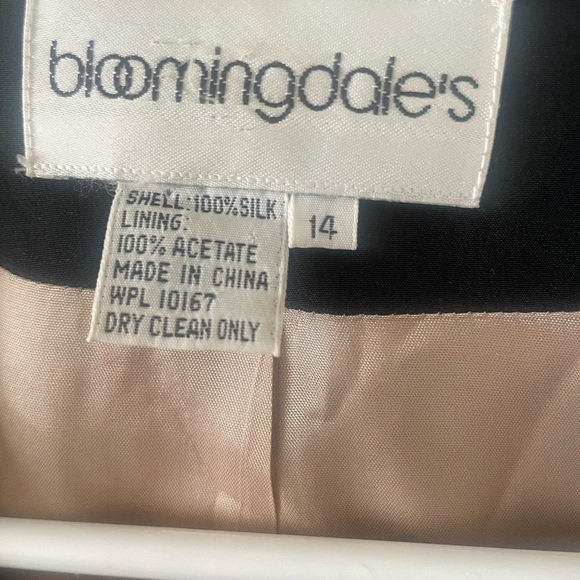 bloomingdale's
SHELL: 100% SILK
LINING:
100% ACETATE
MADE IN CHINA
WPL 10167
DRY CLEAN ONLY
14